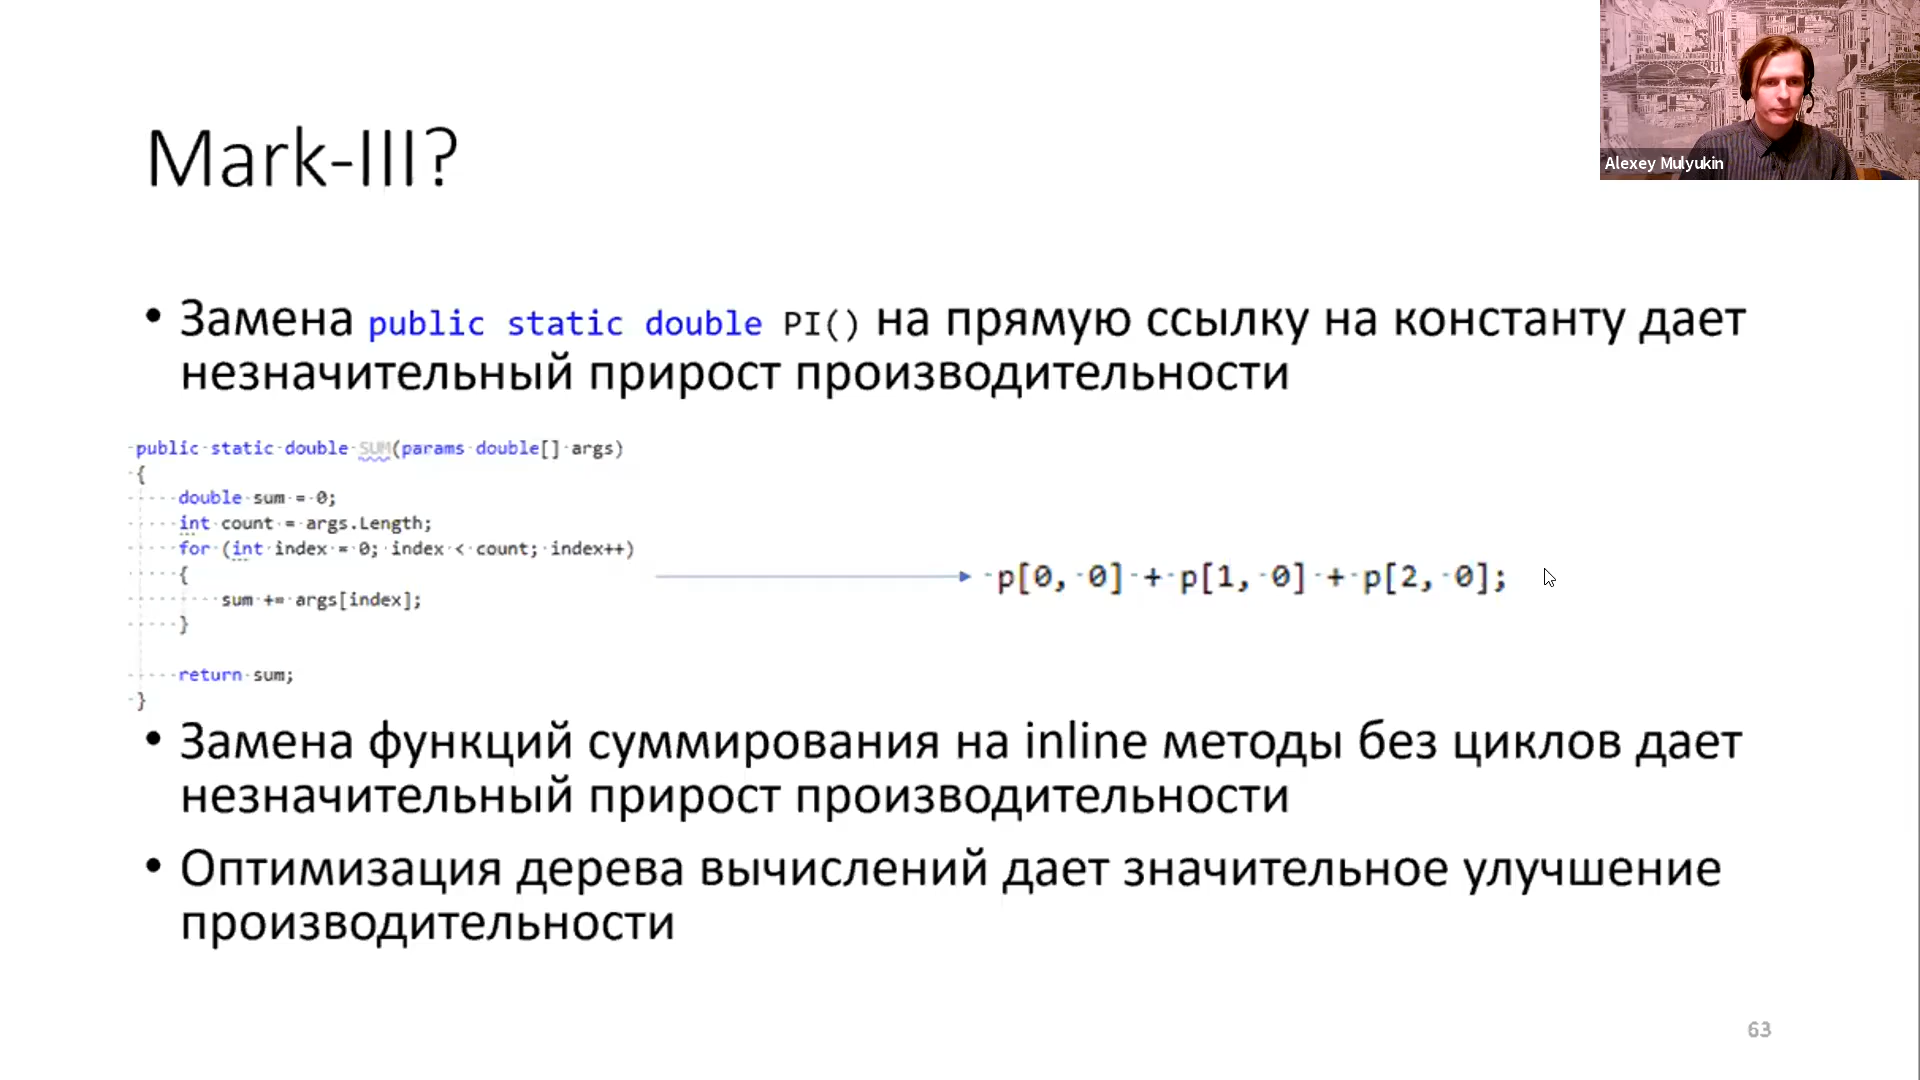 Alexey Mulyukin
Mark-III?
• Замена public static double PI() на прямую ссылку на константу дает
незначительный прирост производительности
public static double SUM(params double[] args)
{
double sum = 0;
int count = args.Length;
for (int index = 0; index < count; index++)
{
sum += args[index];
}
return sum;
}
p[0, 0] + p[1, 0] + p[2, 0];
• Замена функций суммирования на inline методы без циклов дает
незначительный прирост производительности
• Оптимизация дерева вычислений дает значительное улучшение
производительности
63